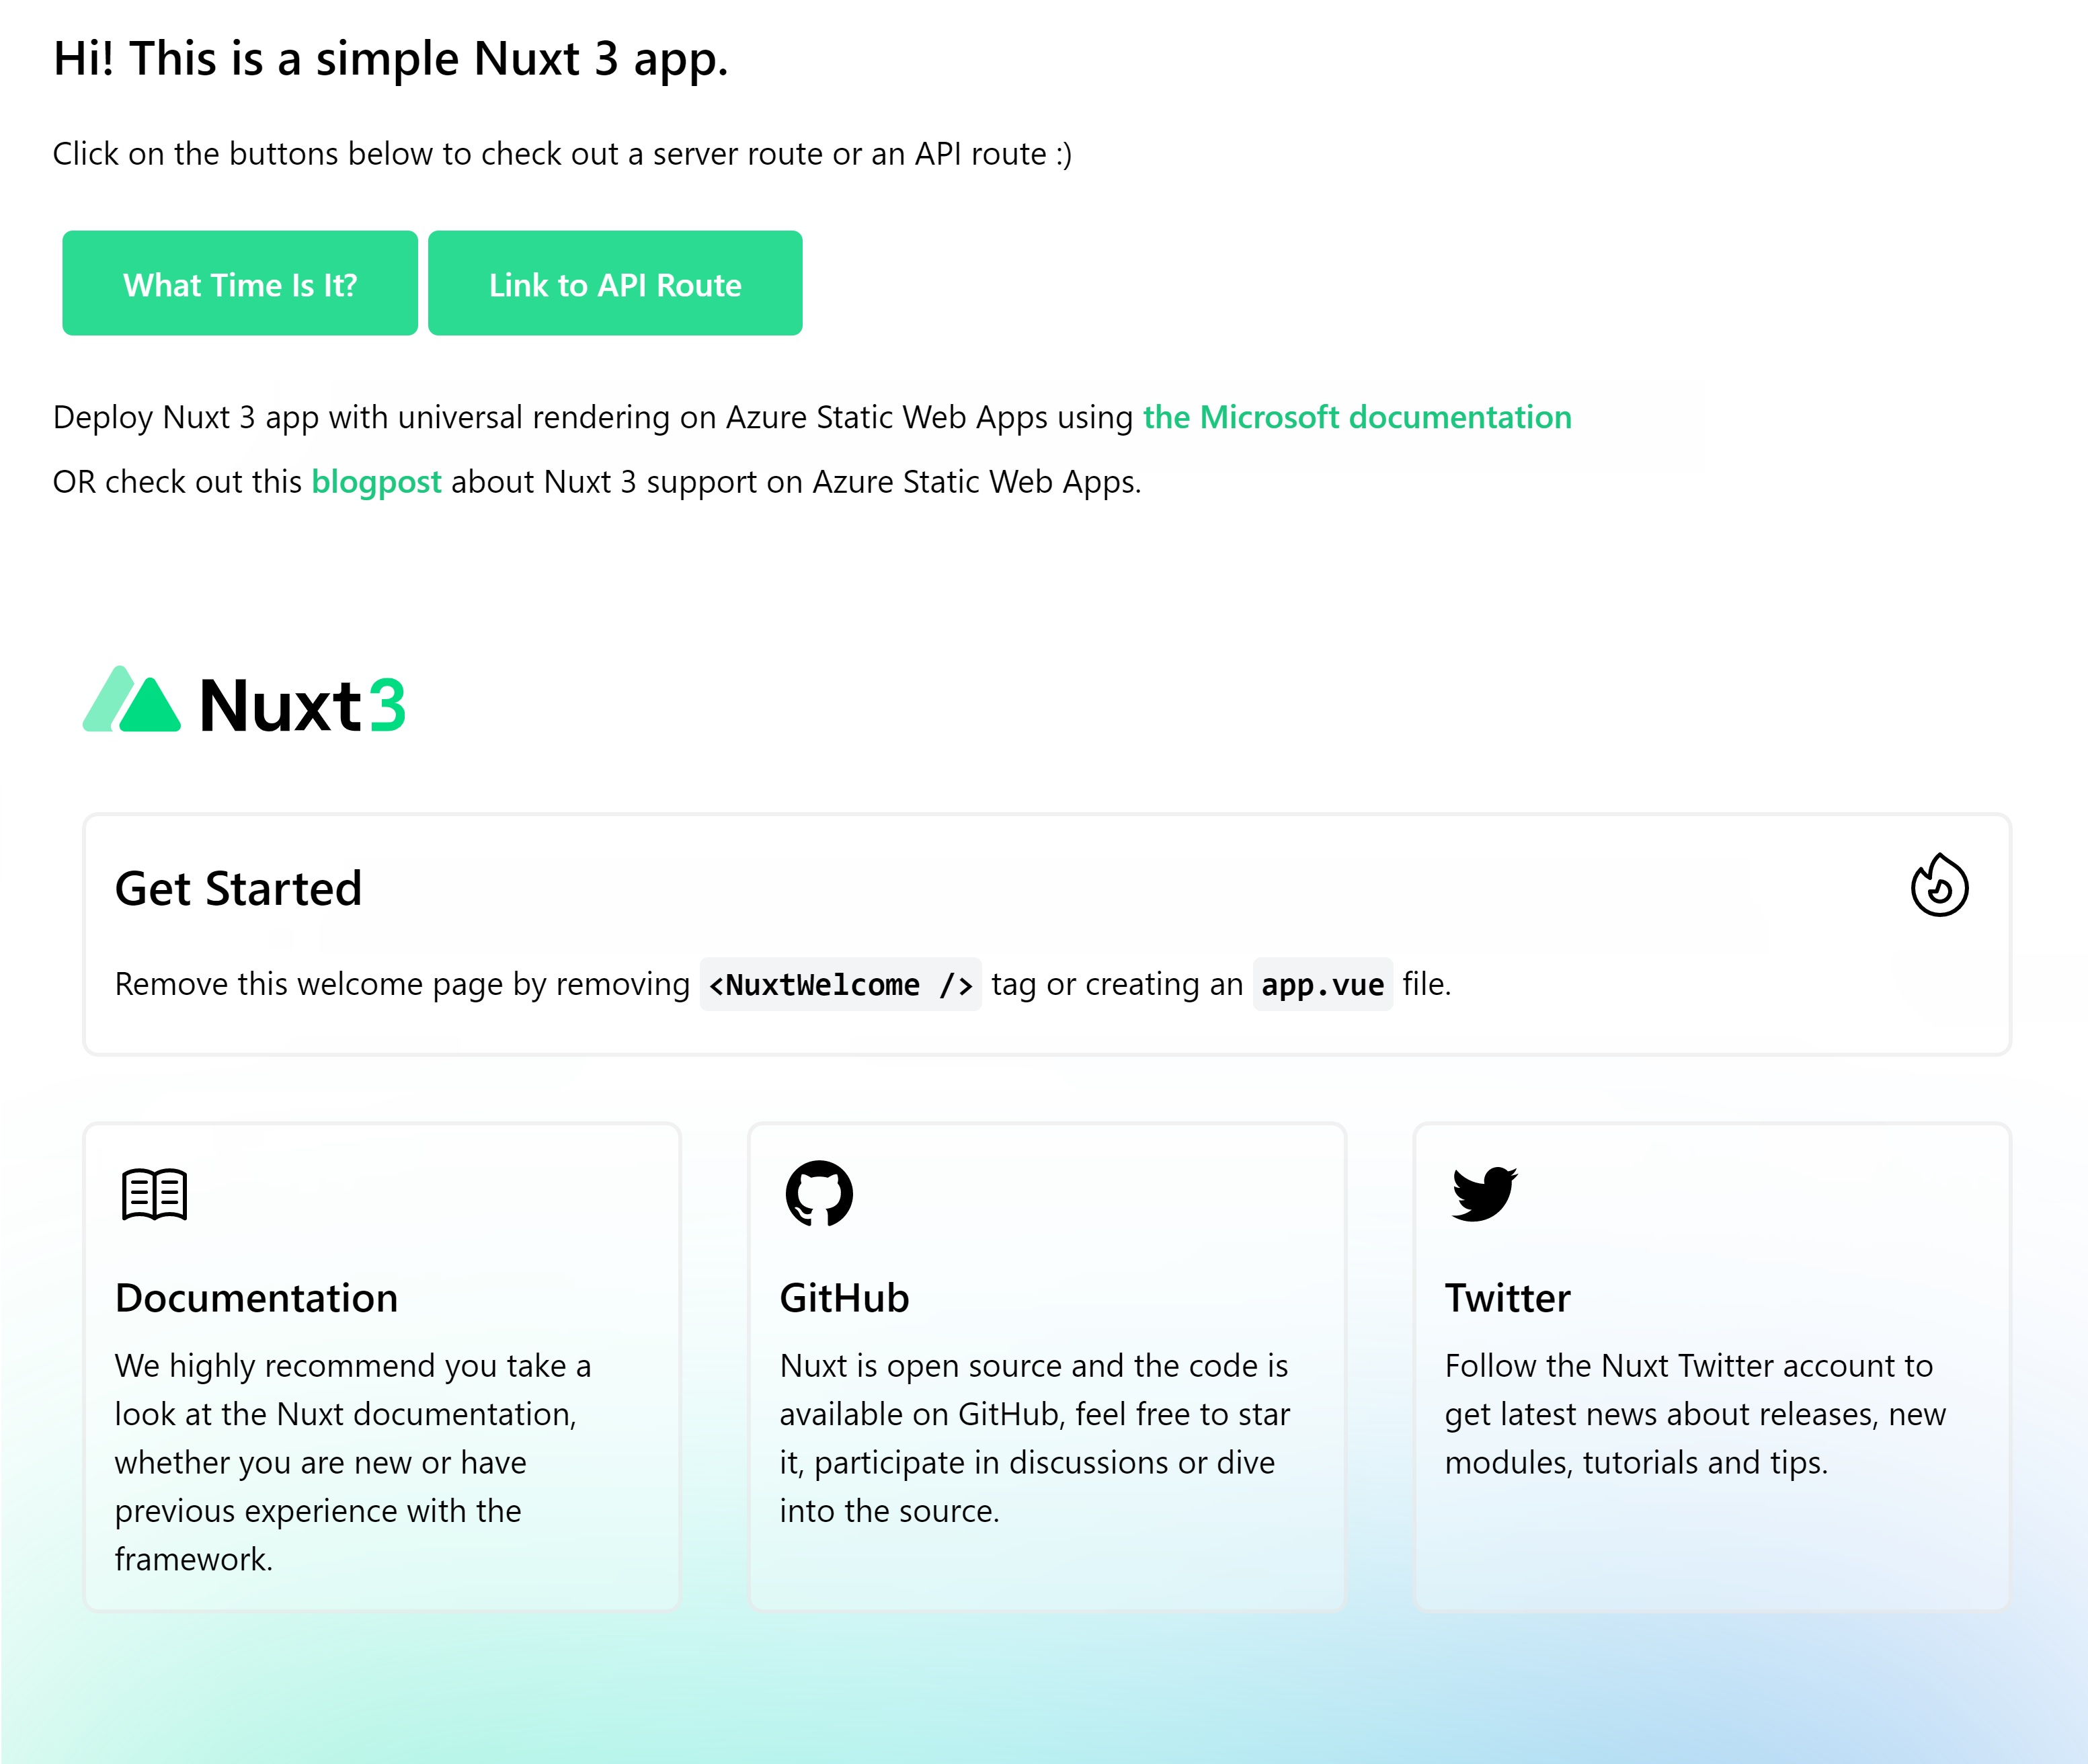 Hi! This is a simple Nuxt 3 app.
Click on the buttons below to check out a server route or an API route :)
What Time Is It?
Link to API Route
Deploy Nuxt 3 app with universal rendering on Azure Static Web Apps using the Microsoft documentation
OR check out this blogpost about Nuxt 3 support on Azure Static Web Apps.
Nuxt 3
Get Started
Remove this welcome page by removing <NuxtWelcome /> tag or creating an app.vue file.
Documentation
We highly recommend you take a
look at the Nuxt documentation,
whether you are new or have
previous experience with the
framework.
GitHub
Nuxt is open source and the code is
available on GitHub, feel free to star
it, participate in discussions or dive
into the source.
Twitter
Follow the Nuxt Twitter account to
get latest news about releases, new
modules, tutorials and tips.